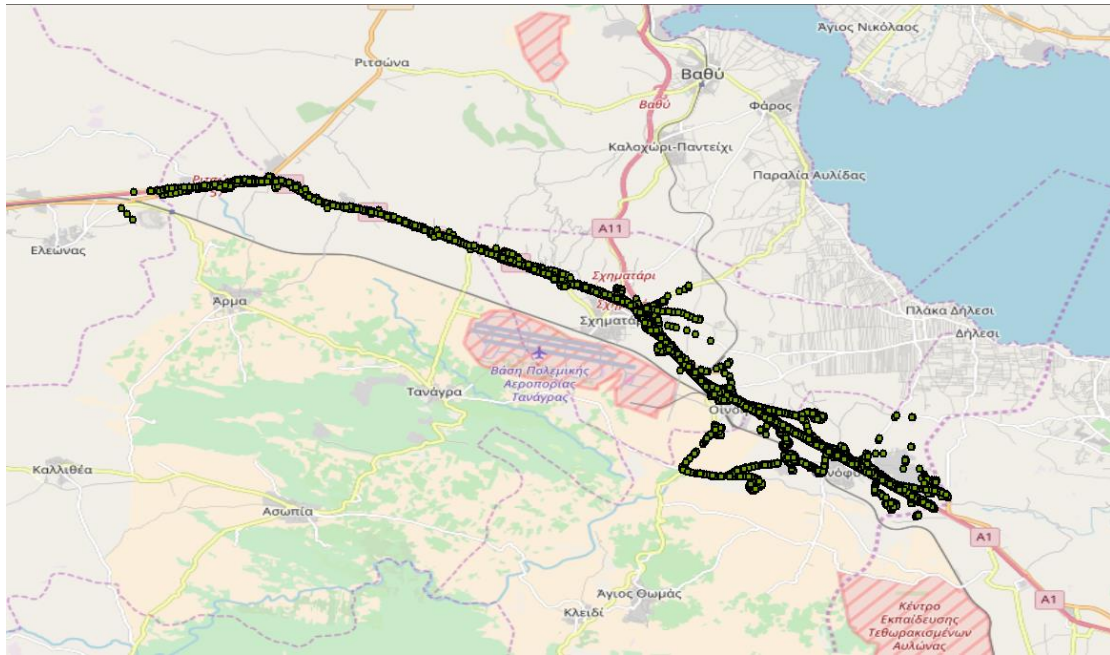 Άγιος Νικόλαος
Ριτσώνα
Βαθύ
Βαθύ
Φάρος
Καλοχώρι-Παντείχι
Παραλία Αυλίδας
Ελεώνας
A11
Σχηματάρι
Άρμα
Σχηματάρι
Πλάκα Δήλεσι
Δήλεσι
Βάση Πολεμικής
Αεροπορίας
Τανάγρας
Τανάγρα
Καλλιθέα
Ασωπία
A1
Άγιος Θωμάς
Κλειδί
A1
Κέντρο
Εκπαίδευσης
Τεθωρακισμένων
Αυλώνας